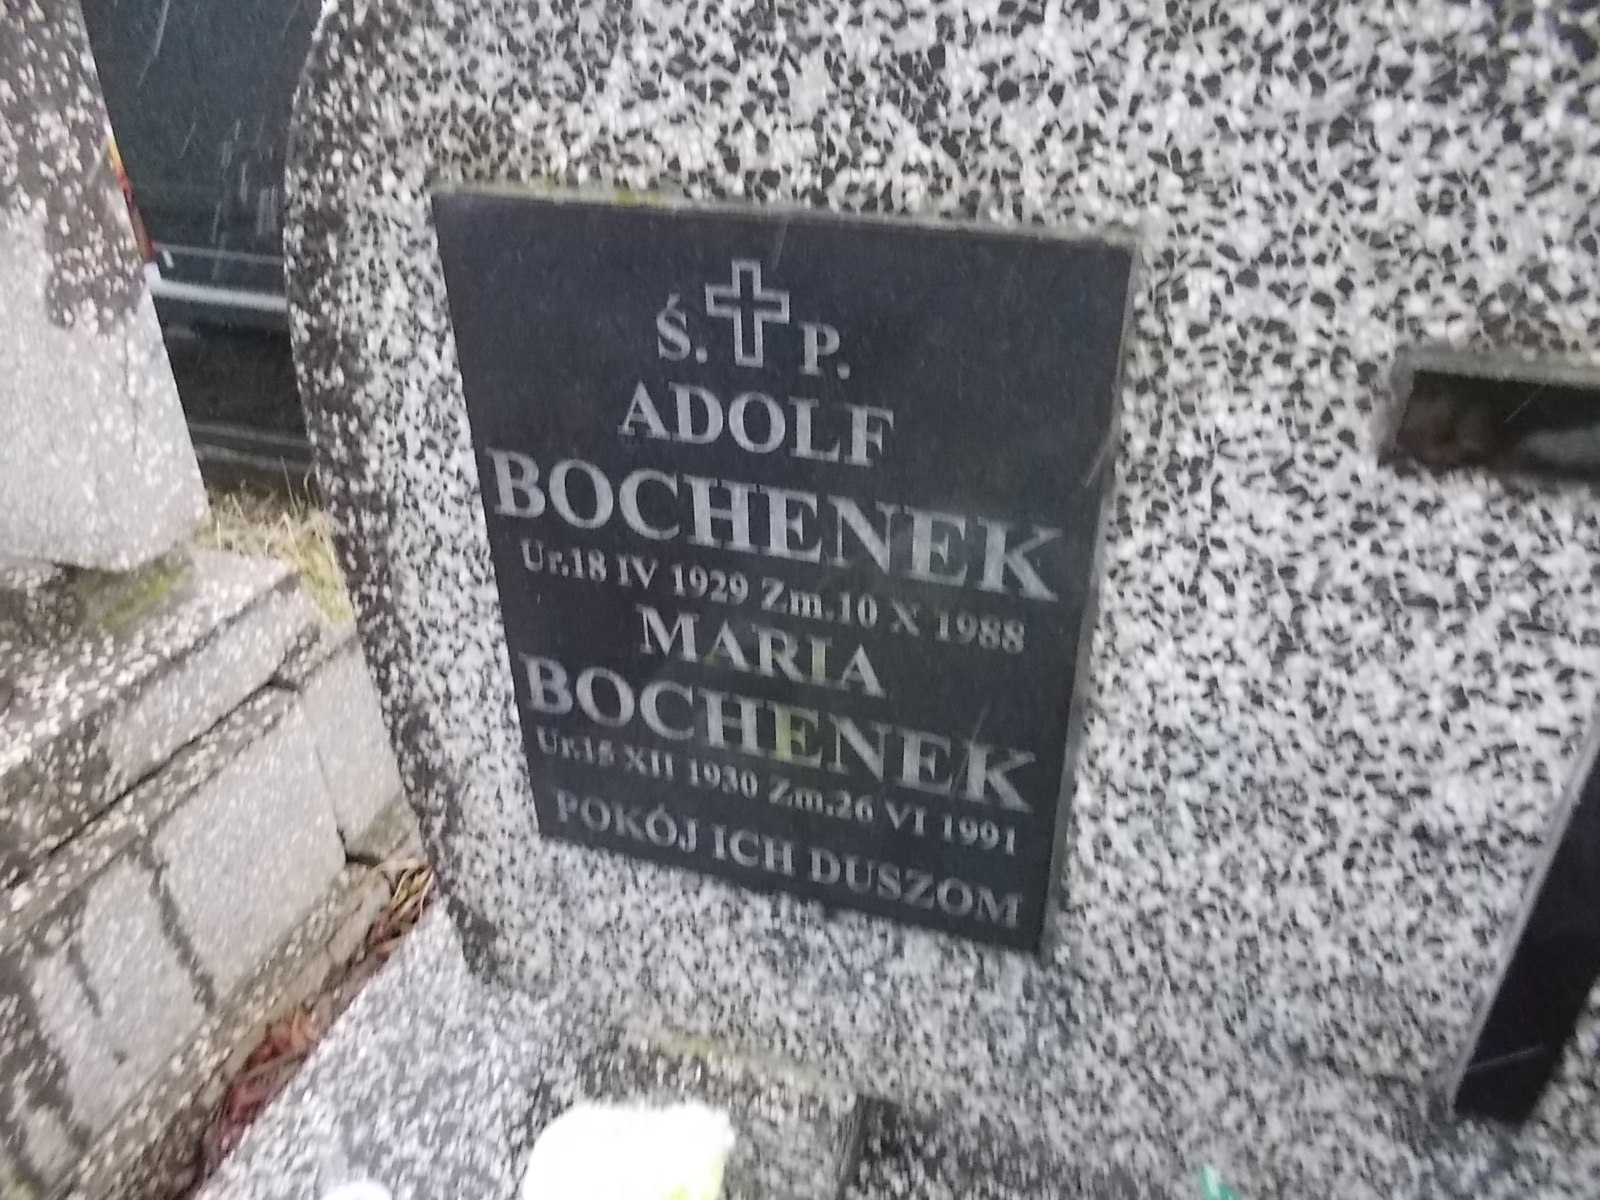 Ś. P.
ADOLF
BOCHENEK
Ur.18 IV 1929 Zm.10 X 1988
MARIA
BOCHENEK
Ur.15 XII 1930 Zm.26 VI 1991
POKÓJ ICH DUSZOM